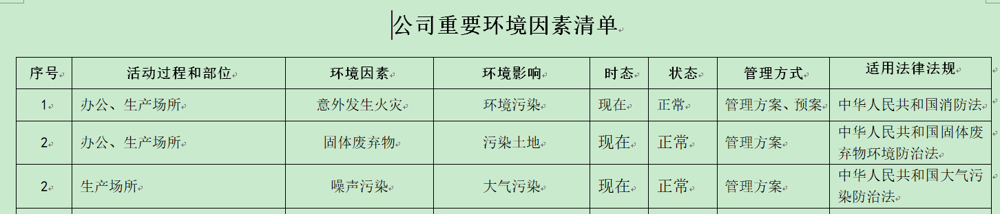 公司重要环境因素清单
序号 活动过程和部位 环境因素 环境影响 时态 状态 管理方式 适用法律法规
1 办公、生产场所 意外发生火灾 环境污染 现在 正常 管理方案、预案 中华人民共和国消防法
2 办公、生产场所 固体废弃物 污染土地 现在 正常 管理方案 中华人民共和国固体废
弃物环境防治法
2 生产场所 噪声污染 大气污染 现在 正常 管理方案 中华人民共和国大气污
染防治法